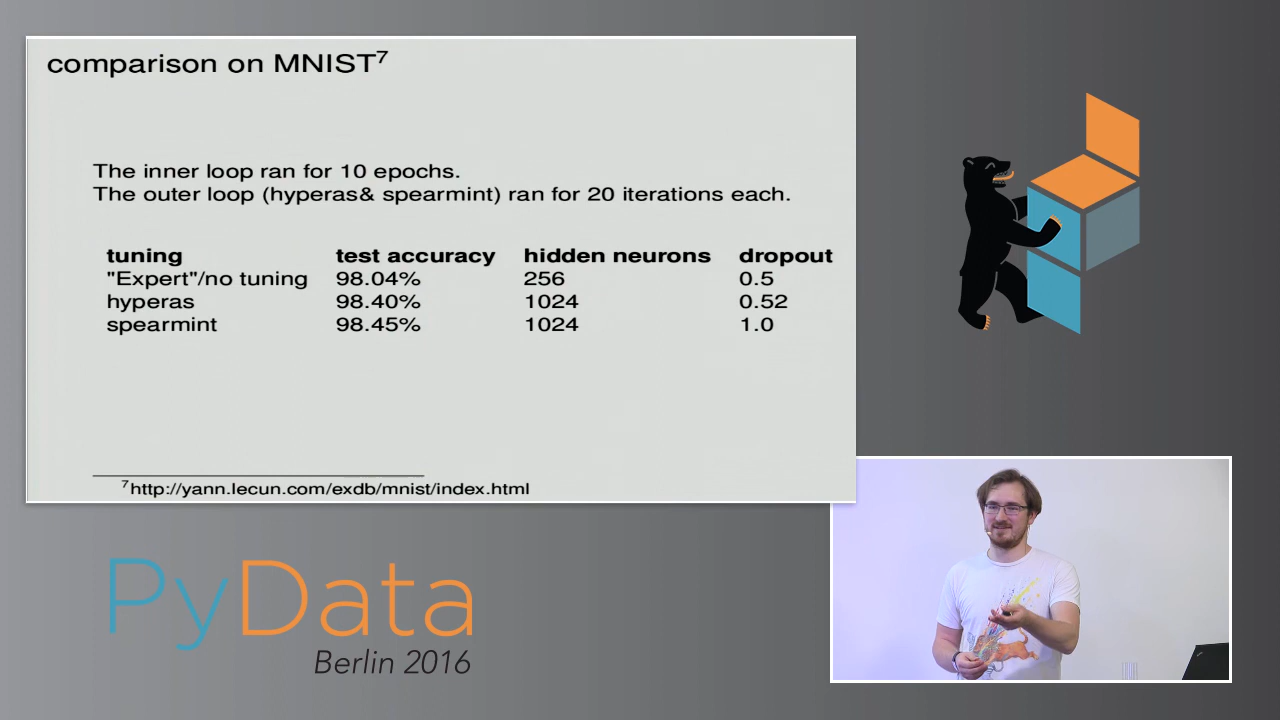 comparison on MNIST⁷
The inner loop ran for 10 epochs.
The outer loop (hyperas& spearmint) ran for 20 iterations each.
tuning test accuracy hidden neurons dropout
"Expert"/no tuning 98.04% 256 0.5
hyperas 98.40% 1024 0.52
spearmint 98.45% 1024 1.0
⁷http://yann.lecun.com/exdb/mnist/index.html
PyData
Berlin 2016